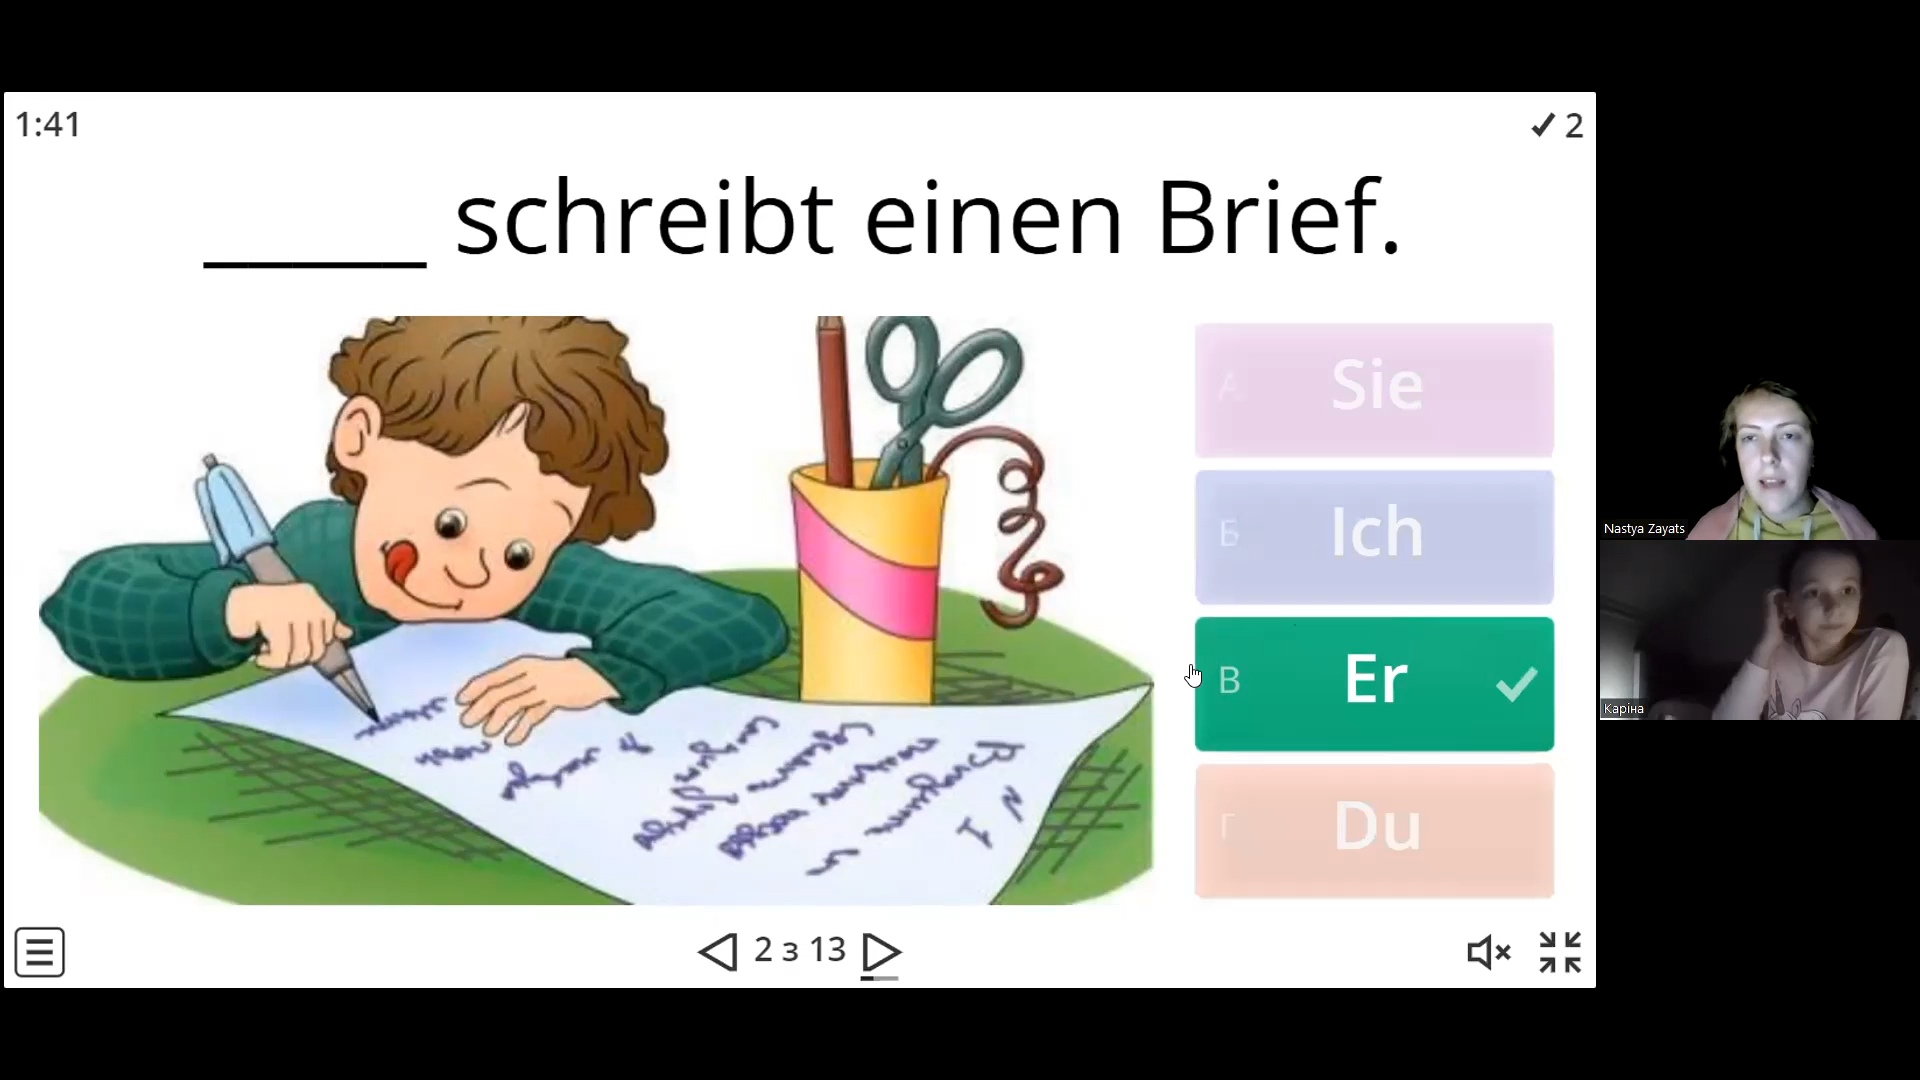 1:41
✓ 2
_____ schreibt einen Brief.
А Sie
Б Ich
В Er
Г Du
2 з 13
Nastya Zayats
Каріна